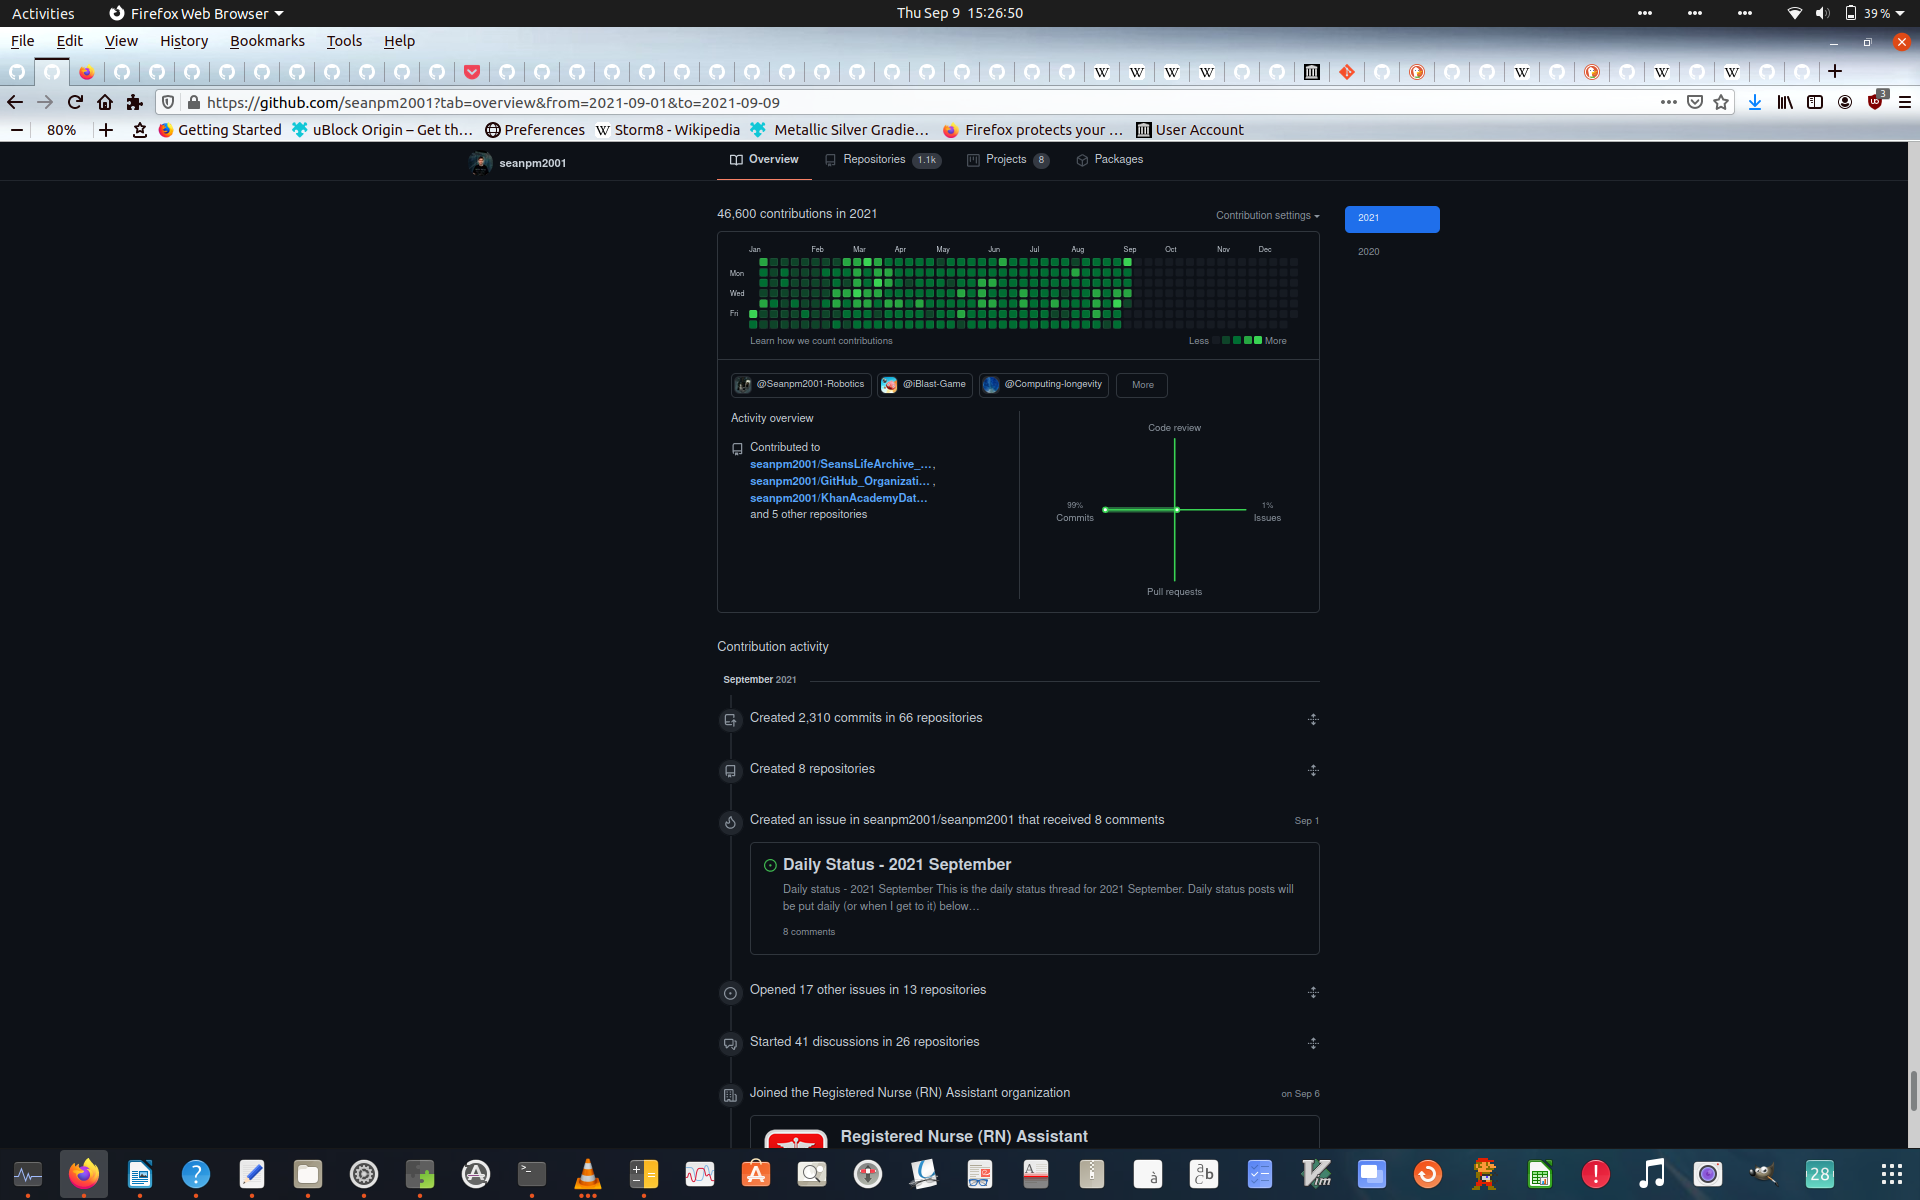 Activities
Firefox Web Browser
Thu Sep 9 15:26:50
39 %
File Edit View History Bookmarks Tools Help
https://github.com/seanpm2001?tab=overview&from=2021-09-01&to=2021-09-09
3
80%
Getting Started
uBlock Origin – Get th…
Preferences
Storm8 - Wikipedia
Metallic Silver Gradie…
Firefox protects your …
User Account
seanpm2001
Overview
Repositories 1.1k
Projects 8
Packages
46,600 contributions in 2021
Contribution settings
2021
2020
Jan Feb Mar Apr May Jun Jul Aug Sep Oct Nov Dec
Mon
Wed
Fri
Learn how we count contributions
Less More
@Seanpm2001-Robotics
@iBlast-Game
@Computing-longevity
More
Activity overview
Contributed to
seanpm2001/SeansLifeArchive_…,
seanpm2001/GitHub_Organizati… ,
seanpm2001/KhanAcademyDat…
and 5 other repositories
Code review
99%
Commits
1%
Issues
Pull requests
Contribution activity
September 2021
Created 2,310 commits in 66 repositories
Created 8 repositories
Created an issue in seanpm2001/seanpm2001 that received 8 comments
Sep 1
Daily Status - 2021 September
Daily status - 2021 September This is the daily status thread for 2021 September. Daily status posts will
be put daily (or when I get to it) below…
8 comments
Opened 17 other issues in 13 repositories
Started 41 discussions in 26 repositories
Joined the Registered Nurse (RN) Assistant organization
on Sep 6
Registered Nurse (RN) Assistant
28